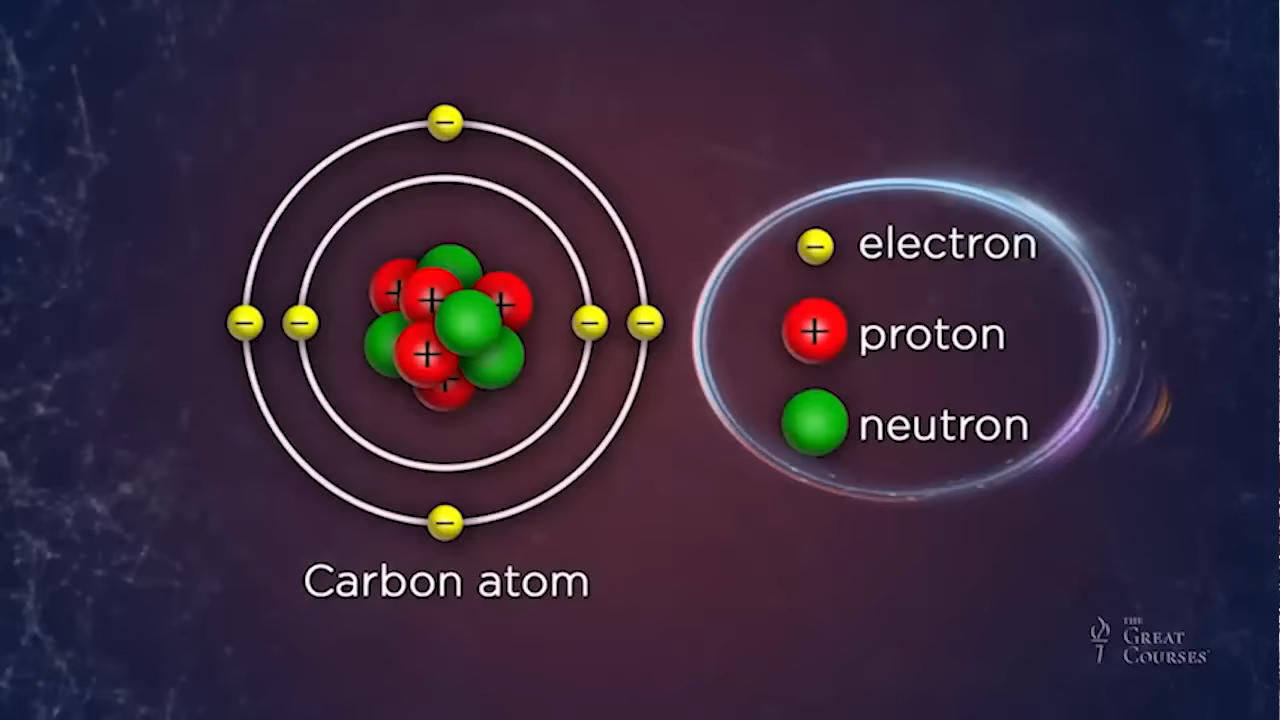 electron
proton
neutron
Carbon atom
THE
GREAT
COURSES